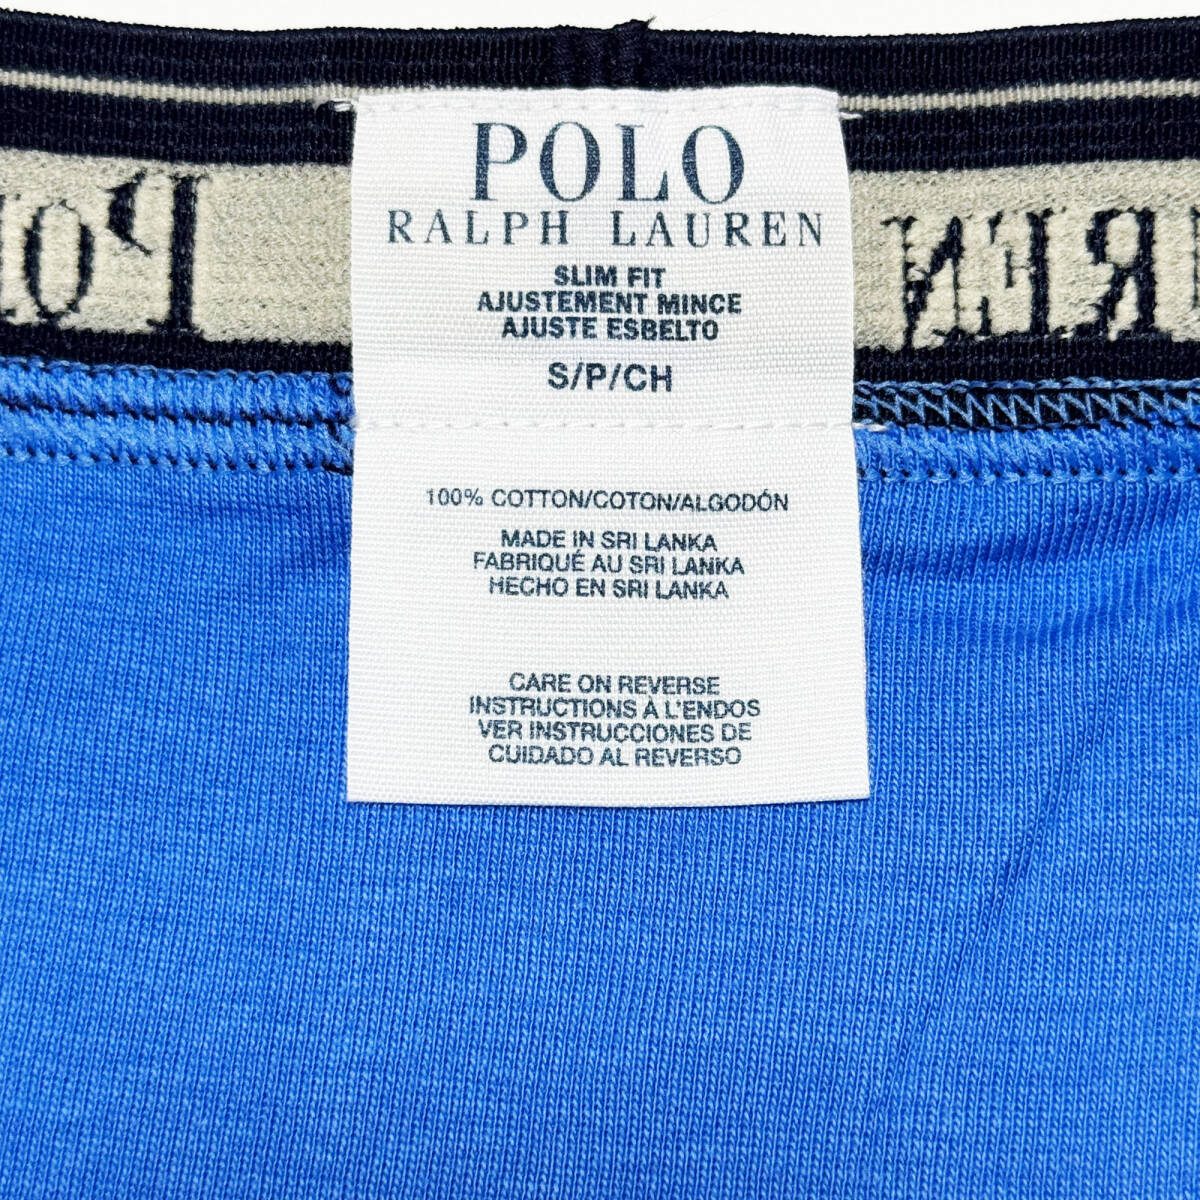 POLO
RALPH LAUREN
SLIM FIT
AJUSTEMENT MINCE
AJUSTE ESBELTO
S/P/CH
100% COTTON/COTON/ALGODÓN
MADE IN SRI LANKA
FABRIQUÉ AU SRI LANKA
HECHO EN SRI LANKA
CARE ON REVERSE
INSTRUCTIONS À L'ENDOS
VER INSTRUCCIONES DE
CUIDADO AL REVERSO